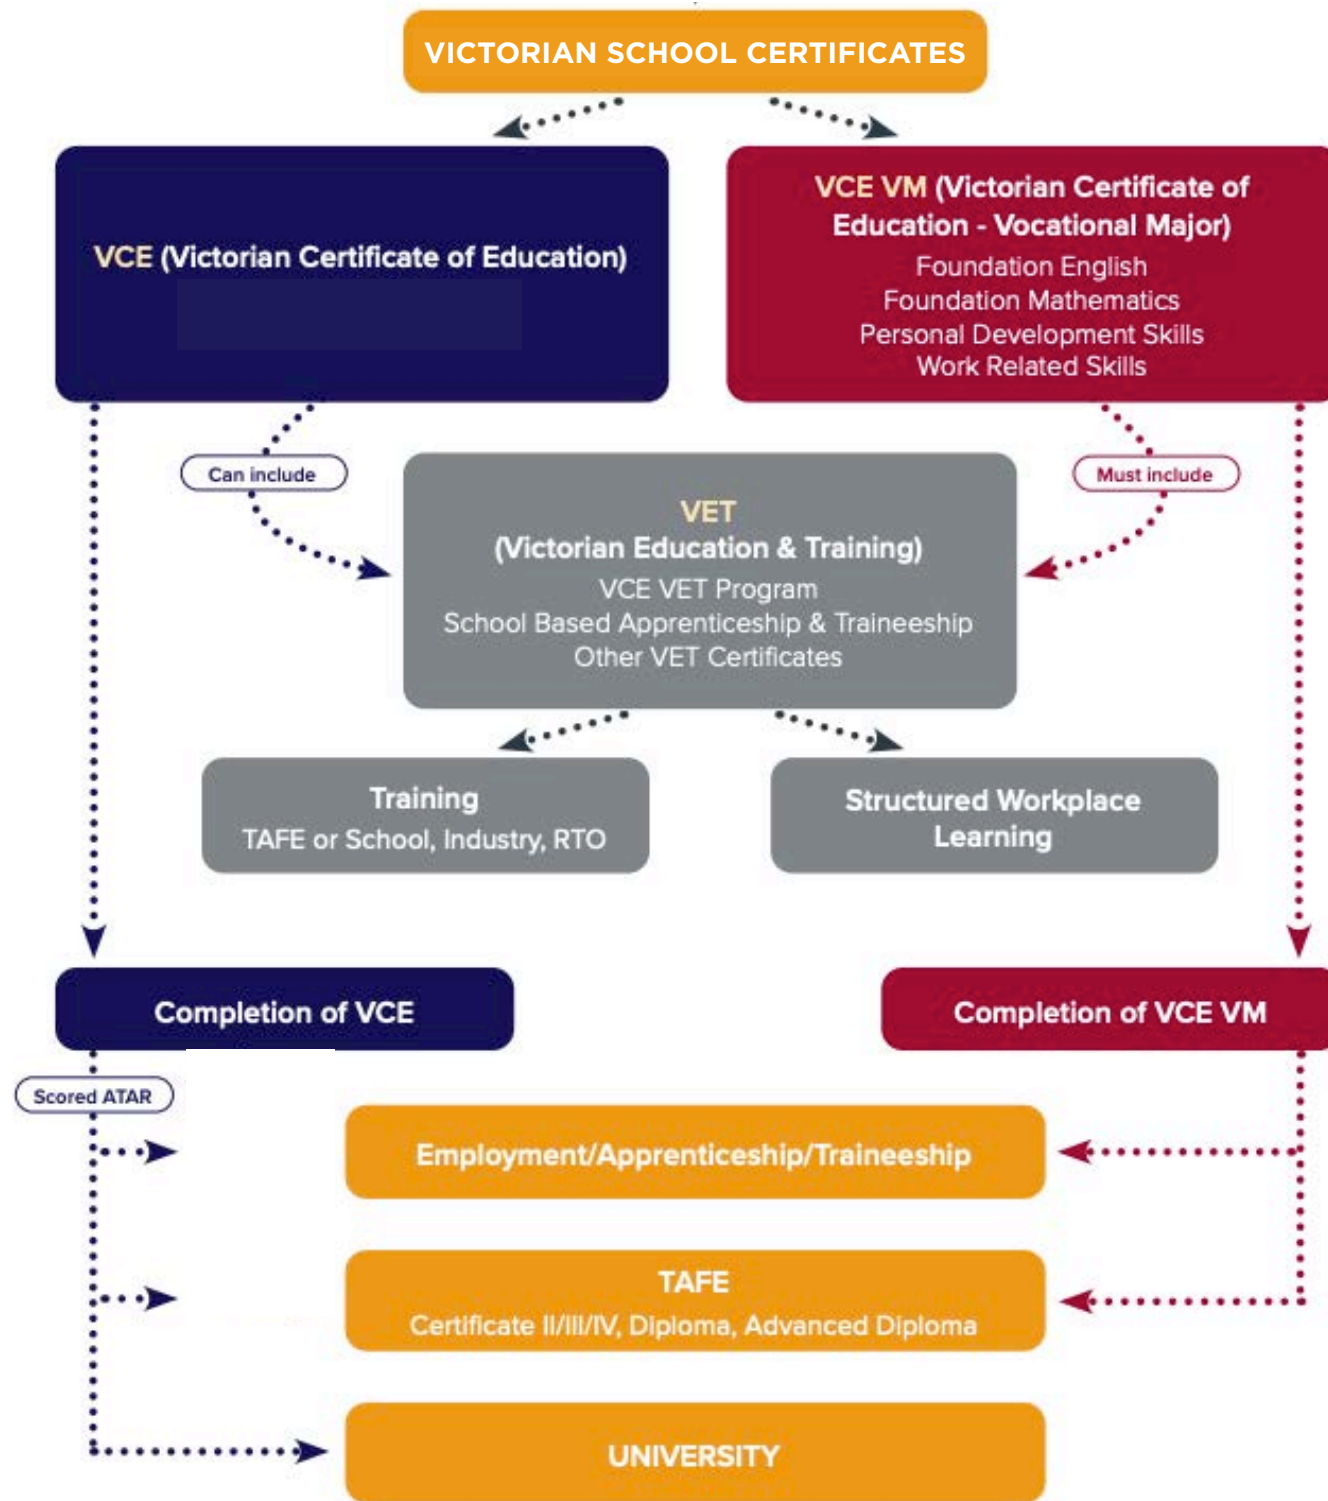 VICTORIAN SCHOOL CERTIFICATES
VCE (Victorian Certificate of Education)
VCE VM (Victorian Certificate of
Education - Vocational Major)
Foundation English
Foundation Mathematics
Personal Development Skills
Work Related Skills
Can include
Must include
VET
(Victorian Education & Training)
VCE VET Program
School Based Apprenticeship & Traineeship
Other VET Certificates
Training
TAFE or School, Industry, RTO
Structured Workplace
Learning
Completion of VCE
Completion of VCE VM
Scored ATAR
Employment/Apprenticeship/Traineeship
TAFE
Certificate II/III/IV, Diploma, Advanced Diploma
UNIVERSITY